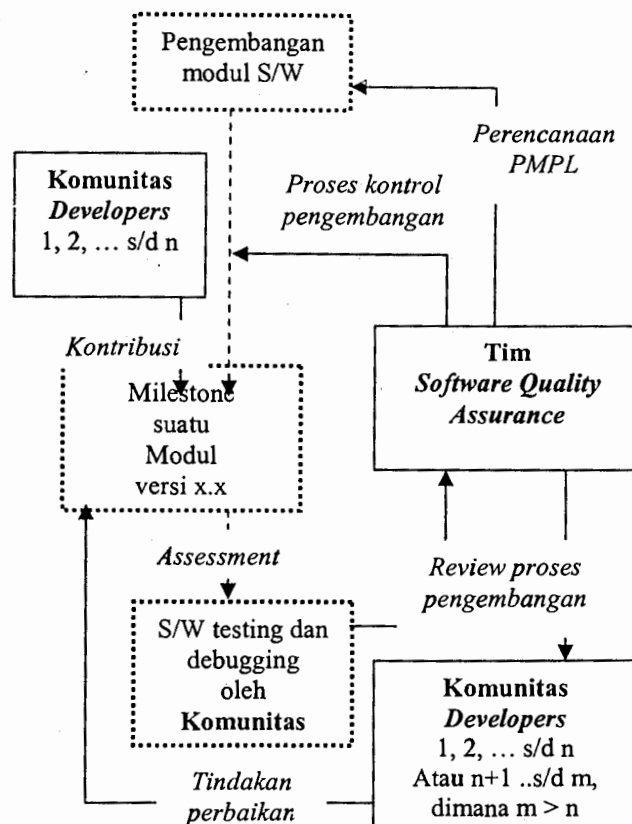 Pengembangan
modul S/W
Perencanaan
PMPL
Proses kontrol
pengembangan
Komunitas
Developers
1, 2, ... s/d n
Kontribusi
Tim
Software Quality
Assurance
Milestone
suatu
Modul
versi x.x
Assessment
Review proses
pengembangan
S/W testing dan
debugging
oleh
Komunitas
Komunitas
Developers
1, 2, ... s/d n
Atau n+1 ..s/d m,
dimana m > n
Tindakan
perbaikan